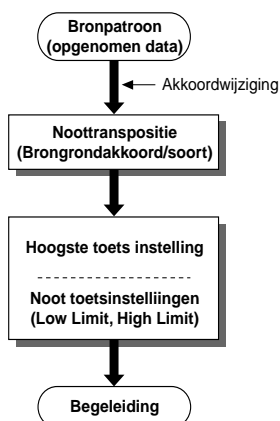 Bronpatroon
(opgenomen data)
Akkoordwijziging
Noottranspositie
(Brongrondakkoord/soort)
Hoogste toets instelling
Noot toetsinstelliingen
(Low Limit, High Limit)
Begeleiding